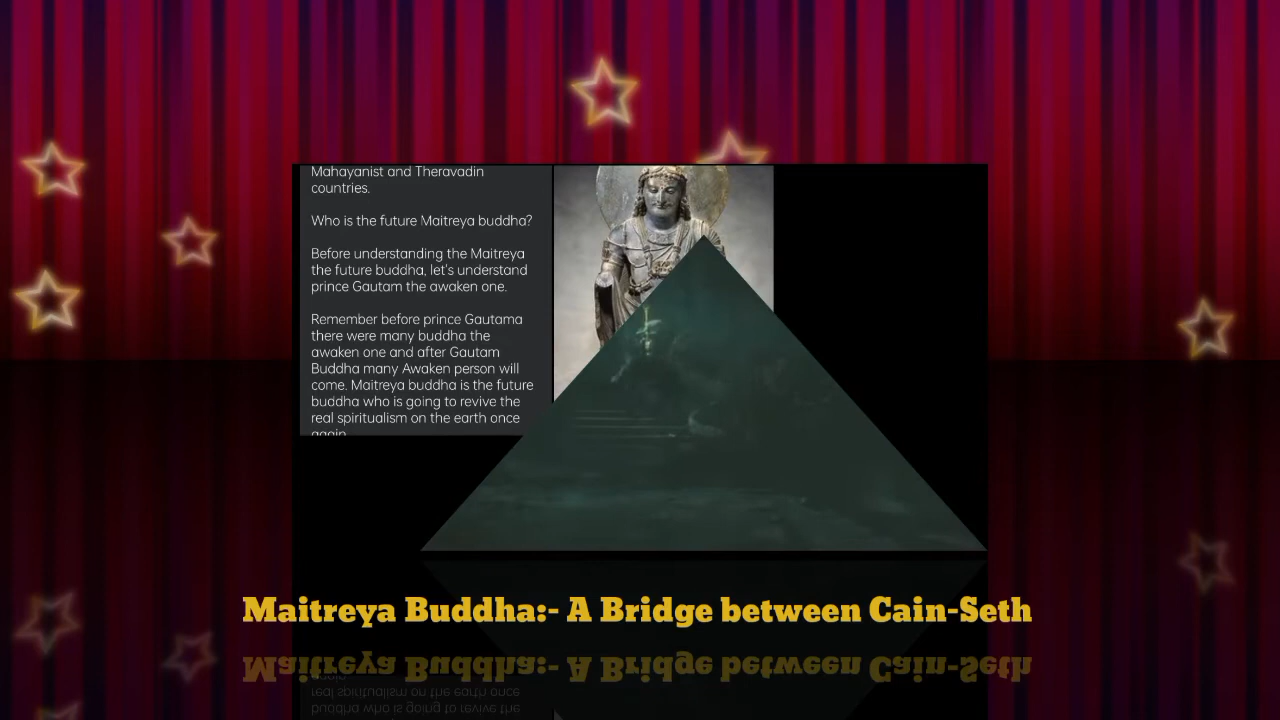 Mahayanist and Theravadin
countries.
Who is the future Maitreya buddha?
Before understanding the Maitreya
the future buddha, let's understand
prince Gautam the awaken one.
Remember before prince Gautama
there were many buddha the
awaken one and after Gautam
Buddha many Awaken person will
come. Maitreya buddha is the future
buddha who is going to revive the
real spiritualism on the earth once
again
Maitreya Buddha:- A Bridge between Cain-Seth